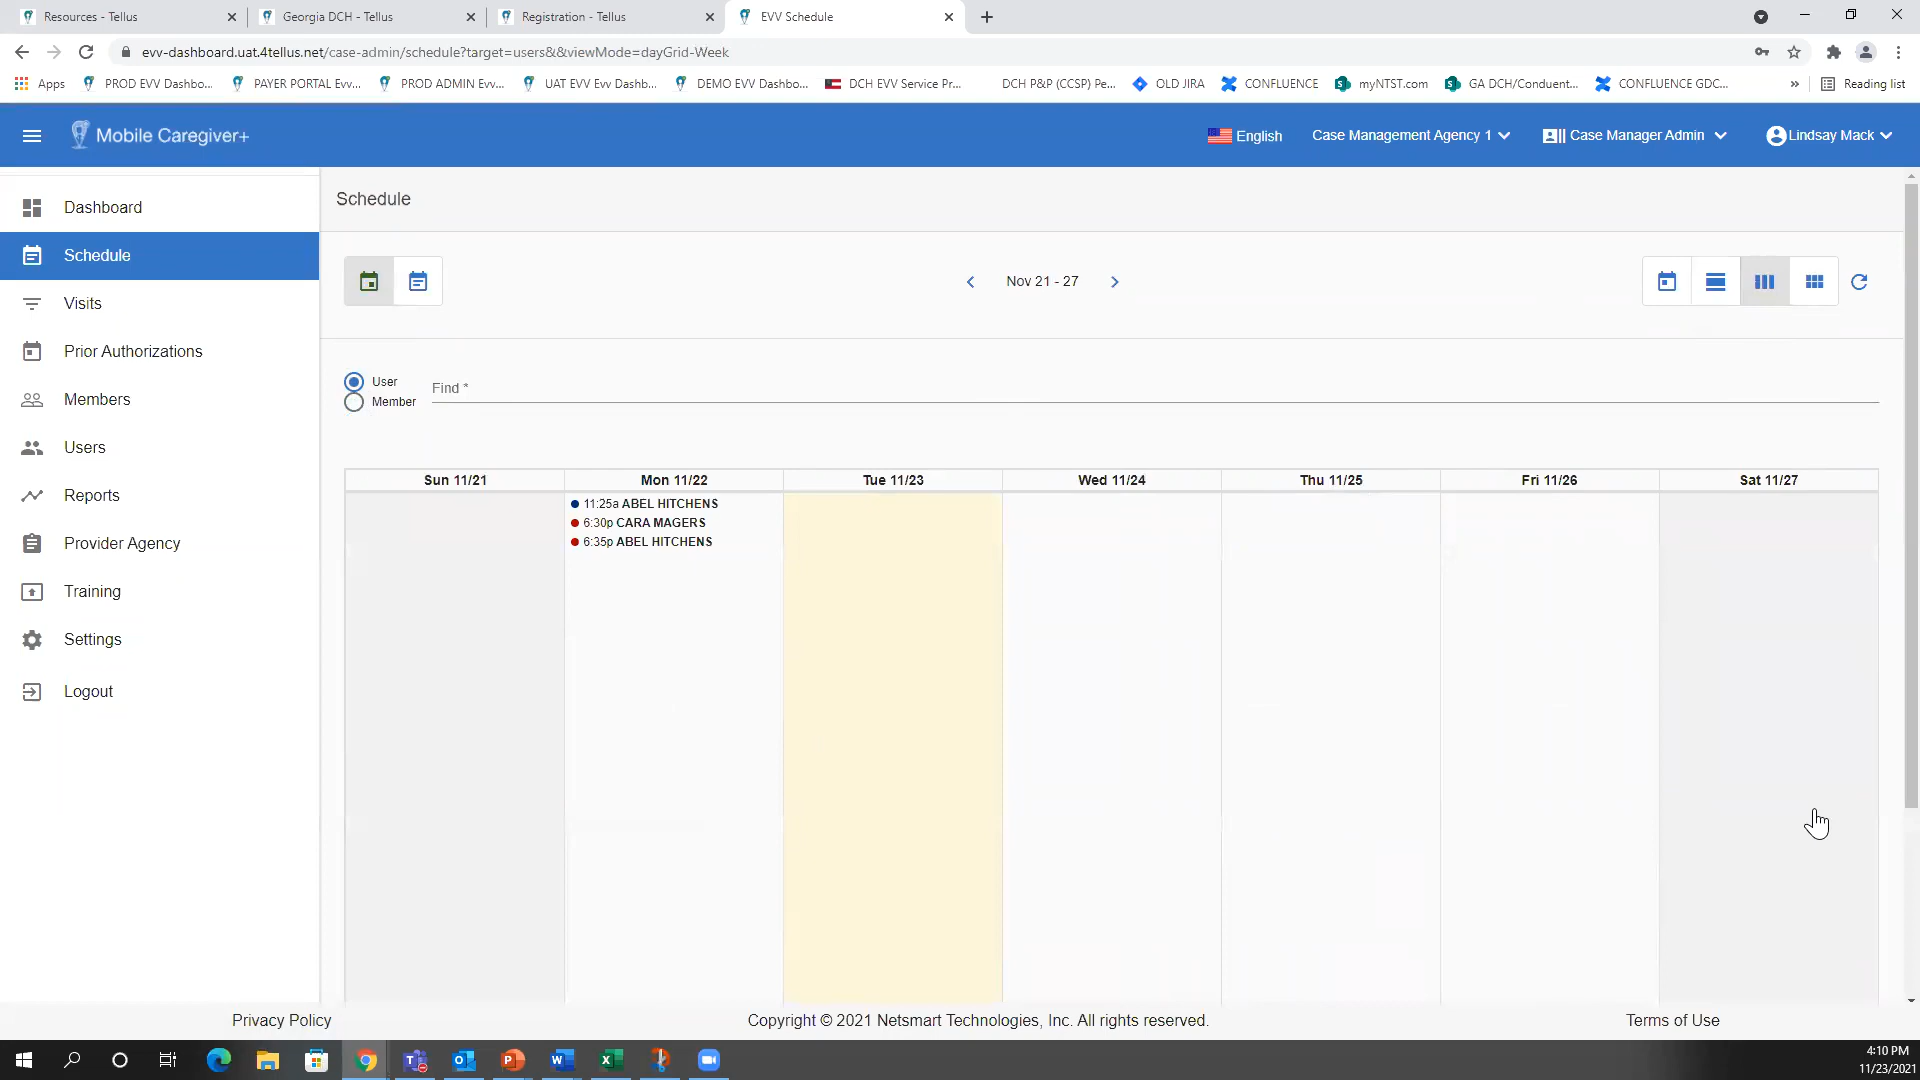 Resources - Tellus
Georgia DCH - Tellus
Registration - Tellus
EVV Schedule
evv-dashboard.uat.4tellus.net/case-admin/schedule?target=users&&viewMode=dayGrid-Week
Apps
PROD EVV Dashbo...
PAYER PORTAL Evv...
PROD ADMIN Evv...
UAT EVV Evv Dashb...
DEMO EVV Dashbo...
DCH EVV Service Pr...
DCH P&P (CCSP) Pe...
OLD JIRA
CONFLUENCE
myNTST.com
GA DCH/Conduent...
CONFLUENCE GDC...
»
Reading list
Mobile Caregiver+
English
Case Management Agency 1
Case Manager Admin
Lindsay Mack
Dashboard
Schedule
Visits
Prior Authorizations
Members
Users
Reports
Provider Agency
Training
Settings
Logout
Schedule
Nov 21 - 27
User
Member
Find *
Sun 11/21
Mon 11/22
Tue 11/23
Wed 11/24
Thu 11/25
Fri 11/26
Sat 11/27
11:25a ABEL HITCHENS
6:30p CARA MAGERS
6:35p ABEL HITCHENS
Privacy Policy
Copyright © 2021 Netsmart Technologies, Inc. All rights reserved.
Terms of Use
4:10 PM
11/23/2021